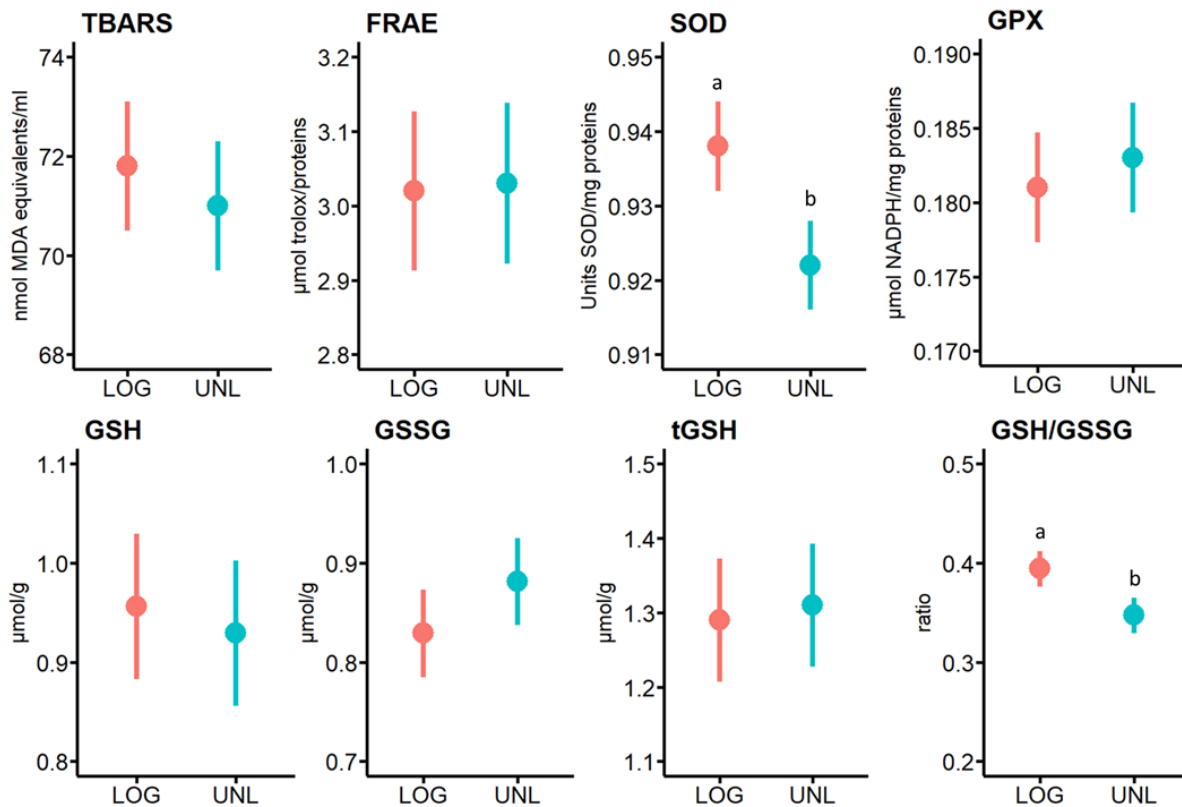 TBARS
nmol MDA equivalents/ml
74
72
70
68
LOG UNL
FRAE
µmol trolox/proteins
3.2
3.1
3.0
2.9
2.8
LOG UNL
SOD
Units SOD/mg proteins
0.95
0.94
0.93
0.92
0.91
a
b
LOG UNL
GPX
µmol NADPH/mg proteins
0.190
0.185
0.180
0.175
0.170
LOG UNL
GSH
µmol/g
1.1
1.0
0.9
0.8
LOG UNL
GSSG
µmol/g
1.0
0.9
0.8
0.7
LOG UNL
tGSH
µmol/g
1.5
1.4
1.3
1.2
1.1
LOG UNL
GSH/GSSG
ratio
0.5
0.4
0.3
0.2
a
b
LOG UNL